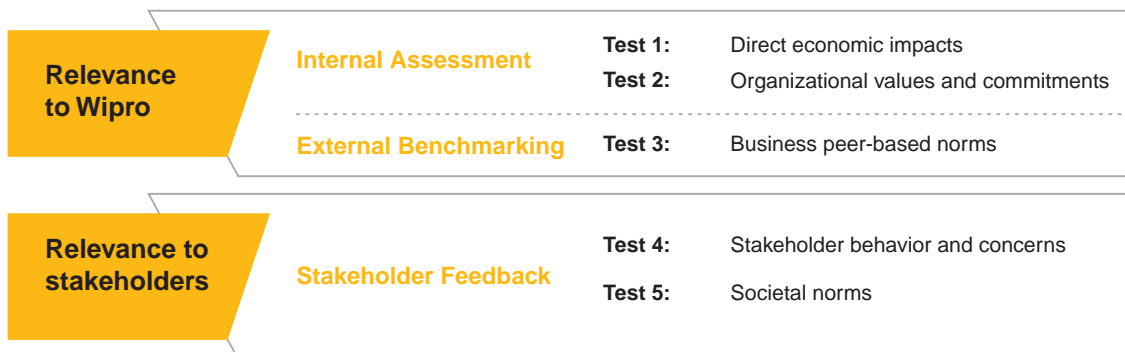 Relevance
to Wipro
Internal Assessment
Test 1: Direct economic impacts
Test 2: Organizational values and commitments
External Benchmarking
Test 3: Business peer-based norms
Relevance to
stakeholders
Stakeholder Feedback
Test 4: Stakeholder behavior and concerns
Test 5: Societal norms